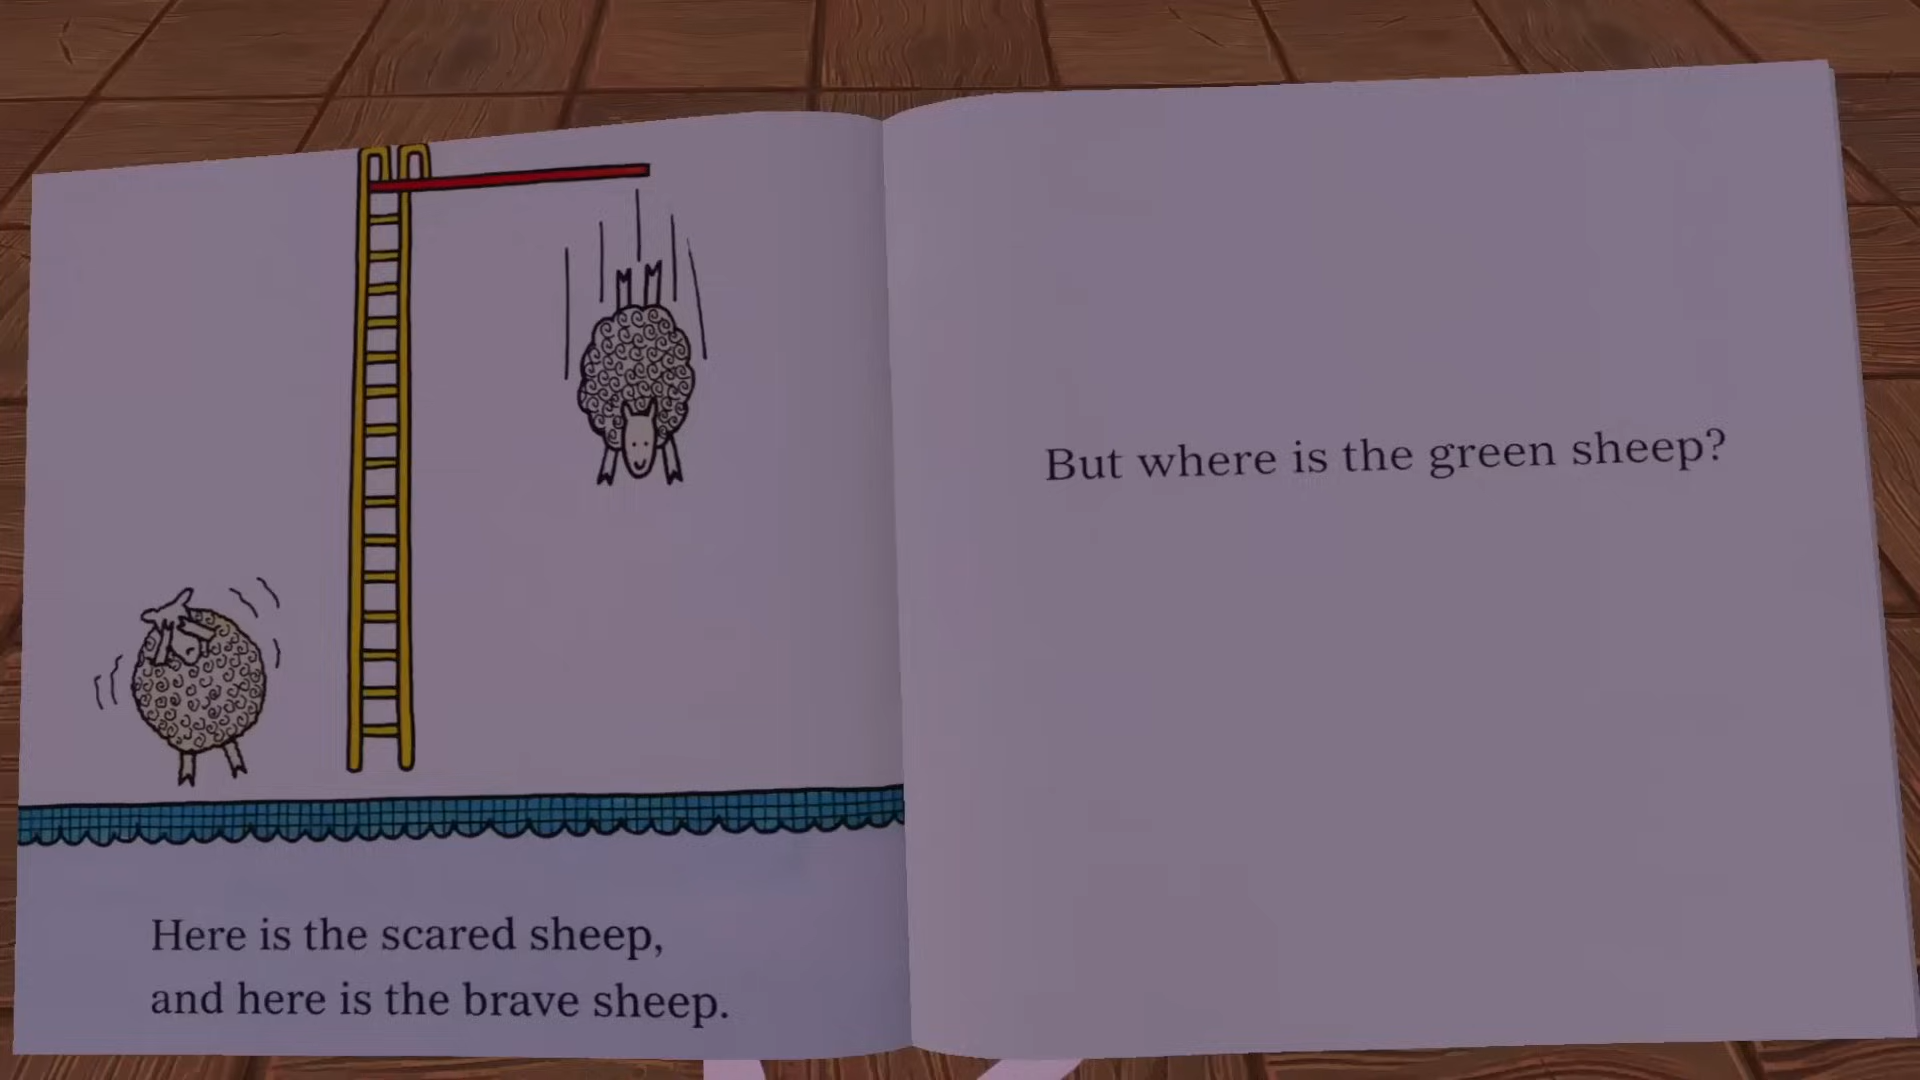 Here is the scared sheep,
and here is the brave sheep.
But where is the green sheep?